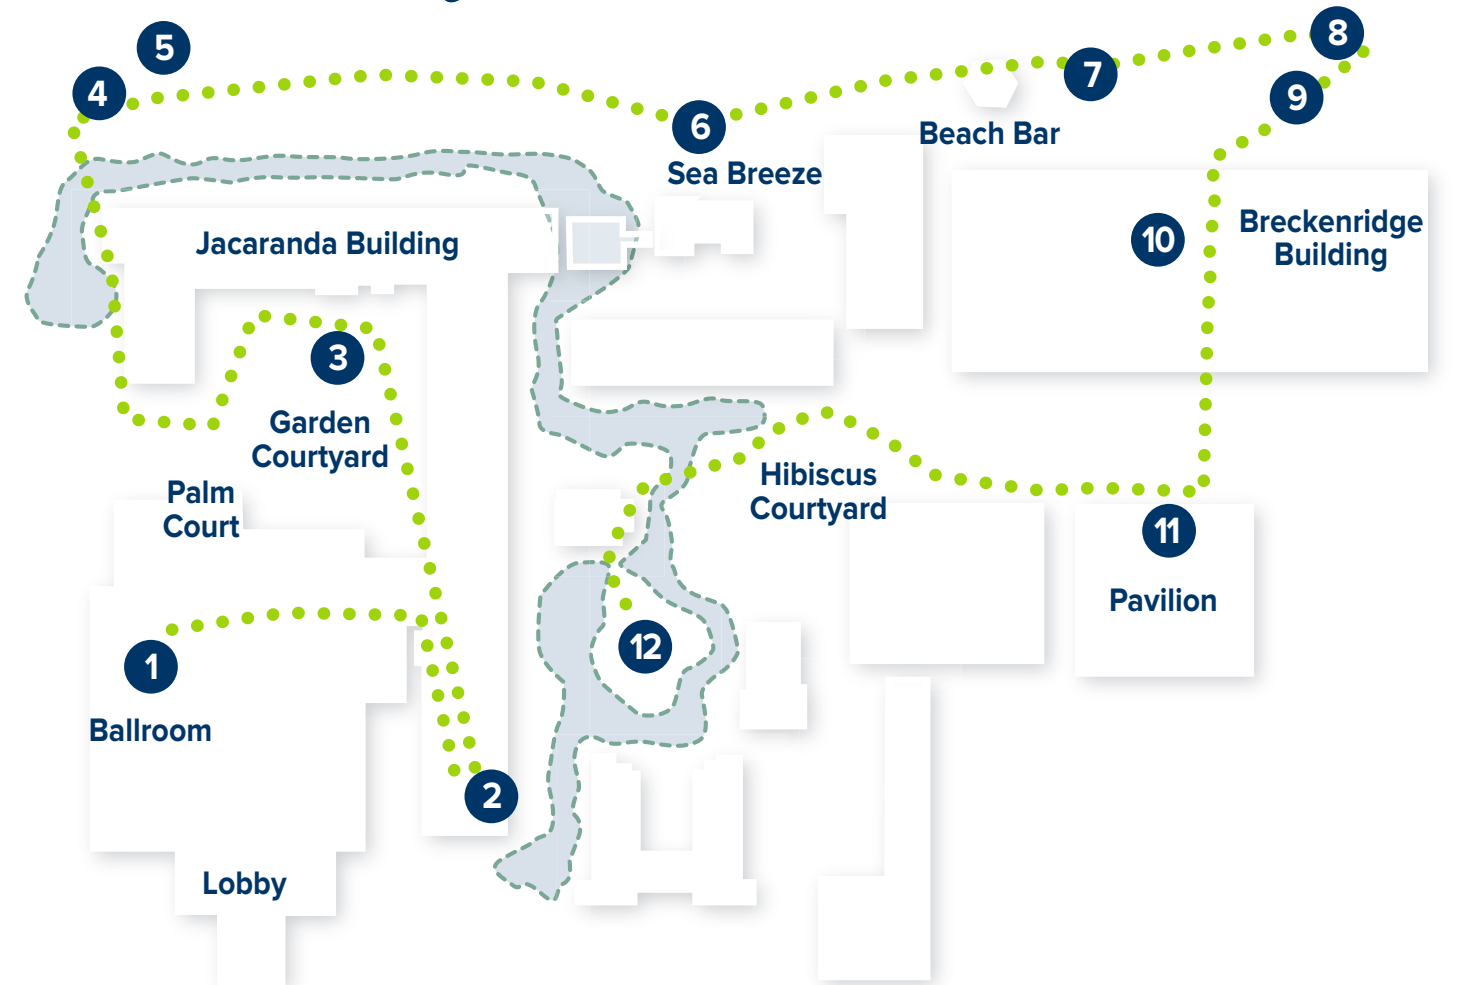 5
8
4
7
9
6
Beach Bar
Sea Breeze
10
Breckenridge
Building
Jacaranda Building
3
Garden
Courtyard
Hibiscus
Courtyard
Palm
Court
11
Pavilion
12
1
Ballroom
2
Lobby